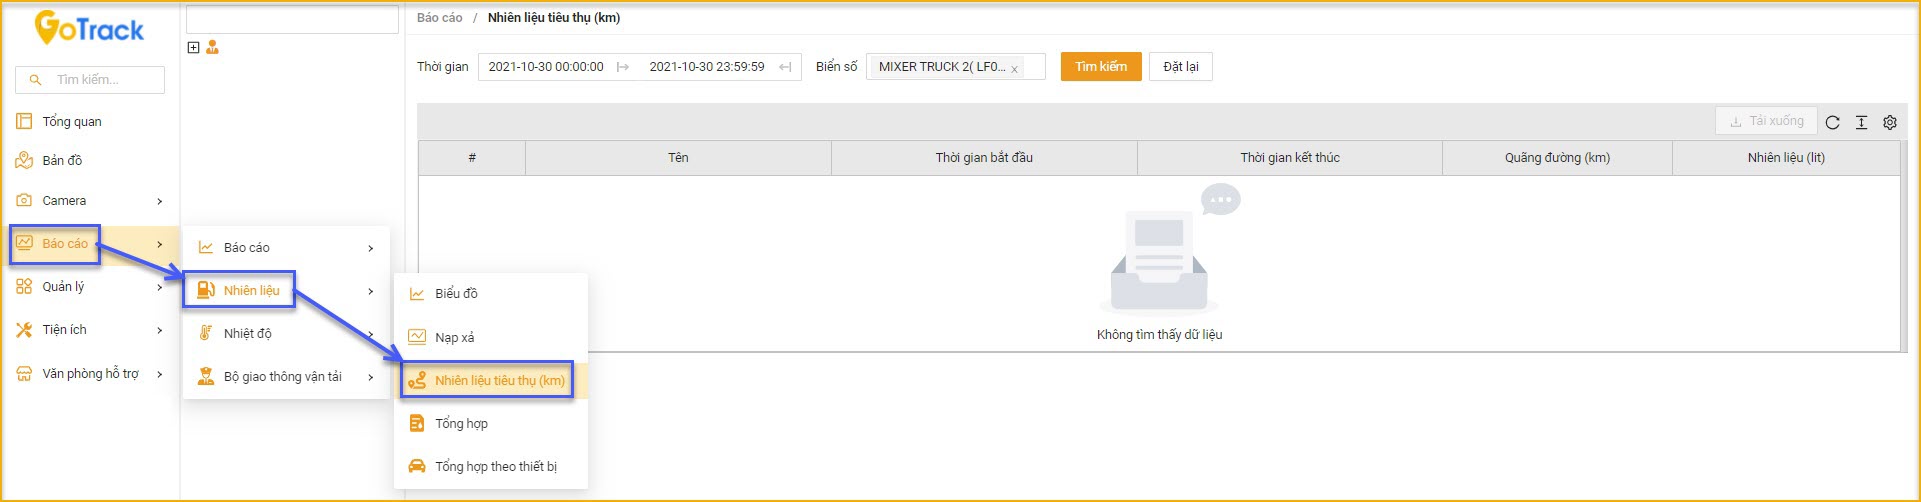 GoTrack
Tìm kiếm...
Tổng quan
Bản đồ
Camera
Báo cáo
Quản lý
Tiện ích
Văn phòng hỗ trợ
Báo cáo
Nhiên liệu
Nhiệt độ
Bộ giao thông vận tải
Biểu đồ
Nạp xả
Nhiên liệu tiêu thụ (km)
Tổng hợp
Tổng hợp theo thiết bị
Báo cáo / Nhiên liệu tiêu thụ (km)
Thời gian 2021-10-30 00:00:00 2021-10-30 23:59:59 Biển số MIXER TRUCK 2( LF0... x Tìm kiếm Đặt lại
Tải xuống
# Tên Thời gian bắt đầu Thời gian kết thúc Quãng đường (km) Nhiên liệu (lit)
Không tìm thấy dữ liệu